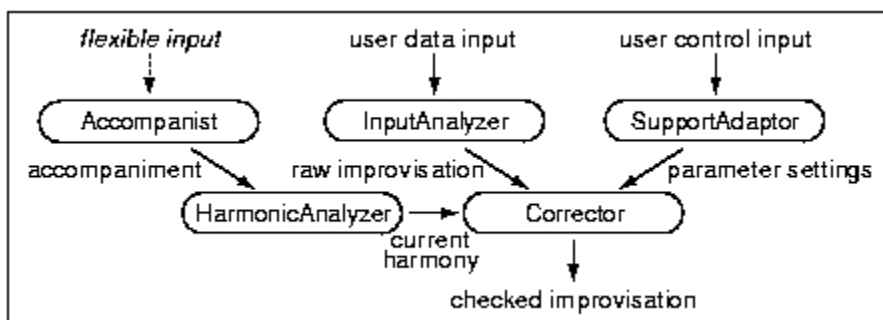 flexible input user data input user control input
Accompanist InputAnalyzer SupportAdaptor
accompaniment raw improvisation parameter settings
HarmonicAnalyzer Corrector
current
harmony
checked improvisation